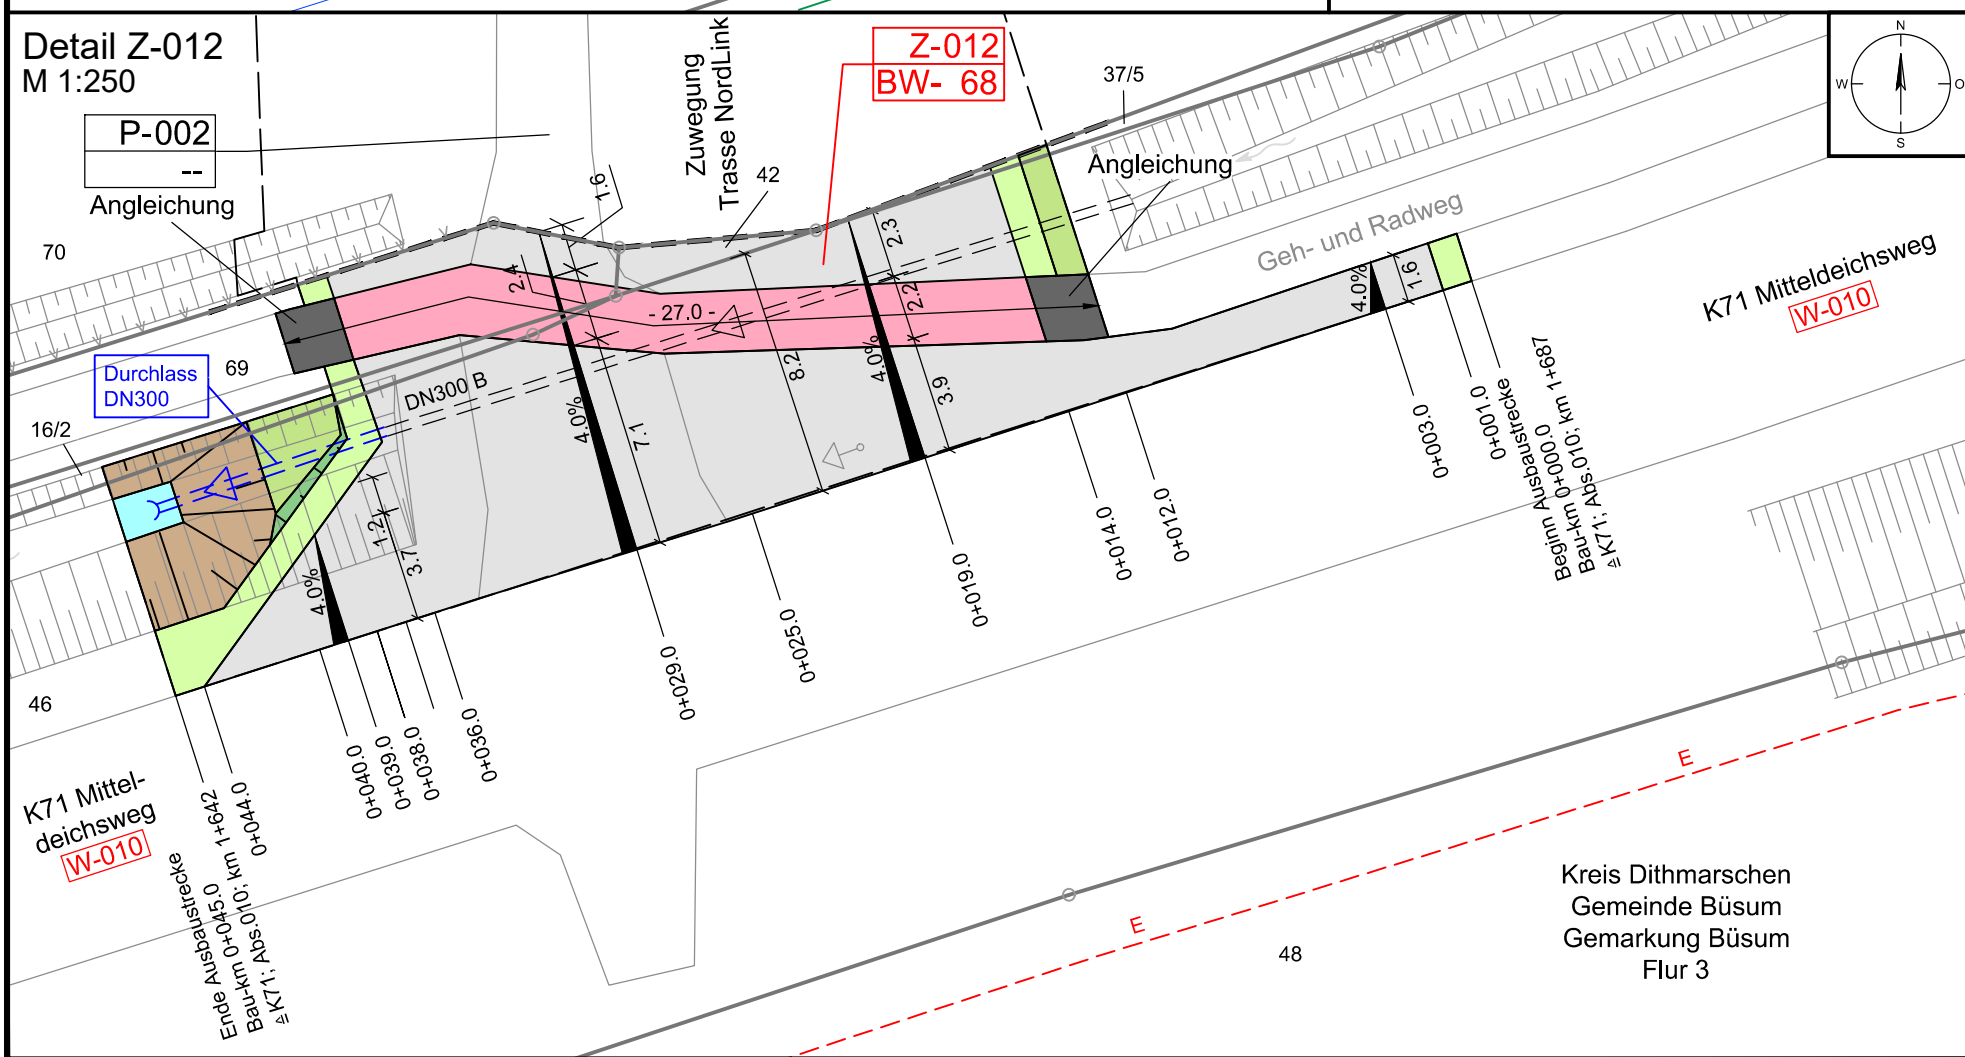 Detail Z-012
M 1:250
P-002
--
Angleichung
70
Zuwegung
Trasse NordLink
42
Z-012
BW- 68
37/5
Angleichung
N
W
O
S
Geh- und Radweg
K71 Mitteldeichsweg
W-010
1.6
2.4
- 27.0 -
2.3
2.2
3.9
8.2
7.1
4.0%
4.0%
4.0%
1.6
Durchlass
DN300
69
DN300 B
16/2
1.2
3.7
4.0%
46
K71 Mittel-
deichsweg
W-010
Ende Ausbaustrecke
Bau-km 0+045.0
≙K71; Abs.010; km 1+642
0+044.0
0+040.0
0+039.0
0+038.0
0+036.0
0+029.0
0+025.0
0+019.0
0+014.0
0+012.0
0+003.0
0+001.0
Beginn Ausbaustrecke
Bau-km 0+000.0
≙K71; Abs.010; km 1+687
E
E
48
Kreis Dithmarschen
Gemeinde Büsum
Gemarkung Büsum
Flur 3